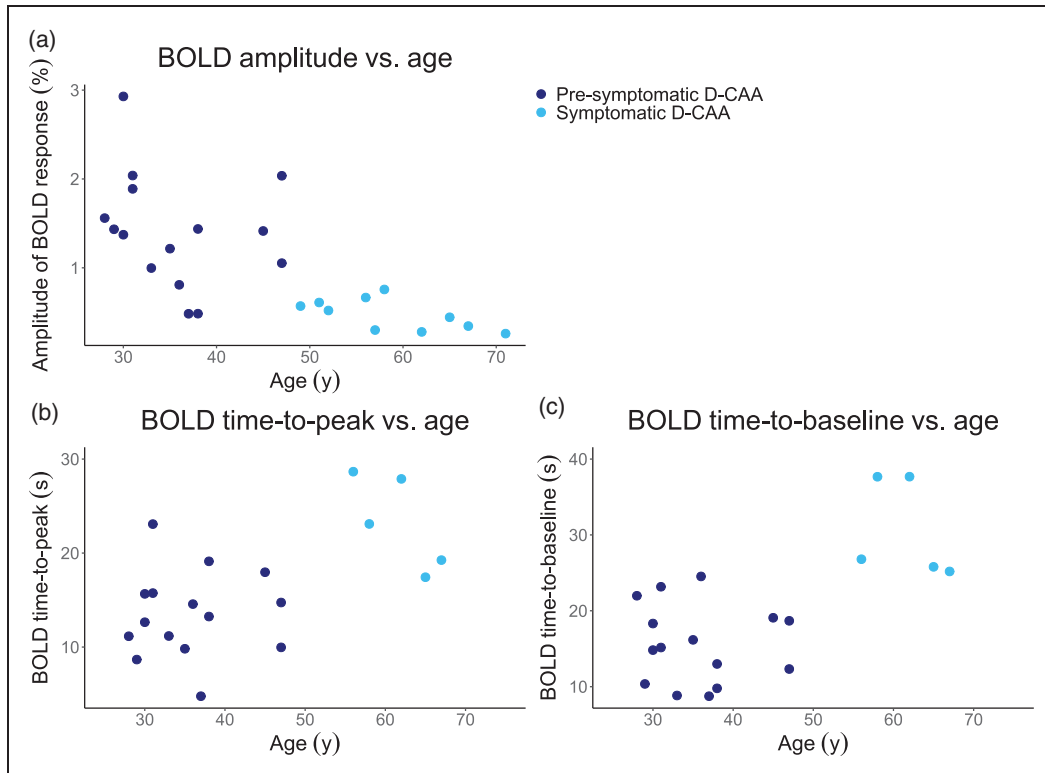 (a)
BOLD amplitude vs. age
Amplitude of BOLD response (%)
3
2
1
30 40 50 60 70
Age (y)
Pre-symptomatic D-CAA
Symptomatic D-CAA
(b)
BOLD time-to-peak vs. age
BOLD time-to-peak (s)
30
20
10
30 40 50 60 70
Age (y)
(c)
BOLD time-to-baseline vs. age
BOLD time-to-baseline (s)
40
30
20
10
30 40 50 60 70
Age (y)